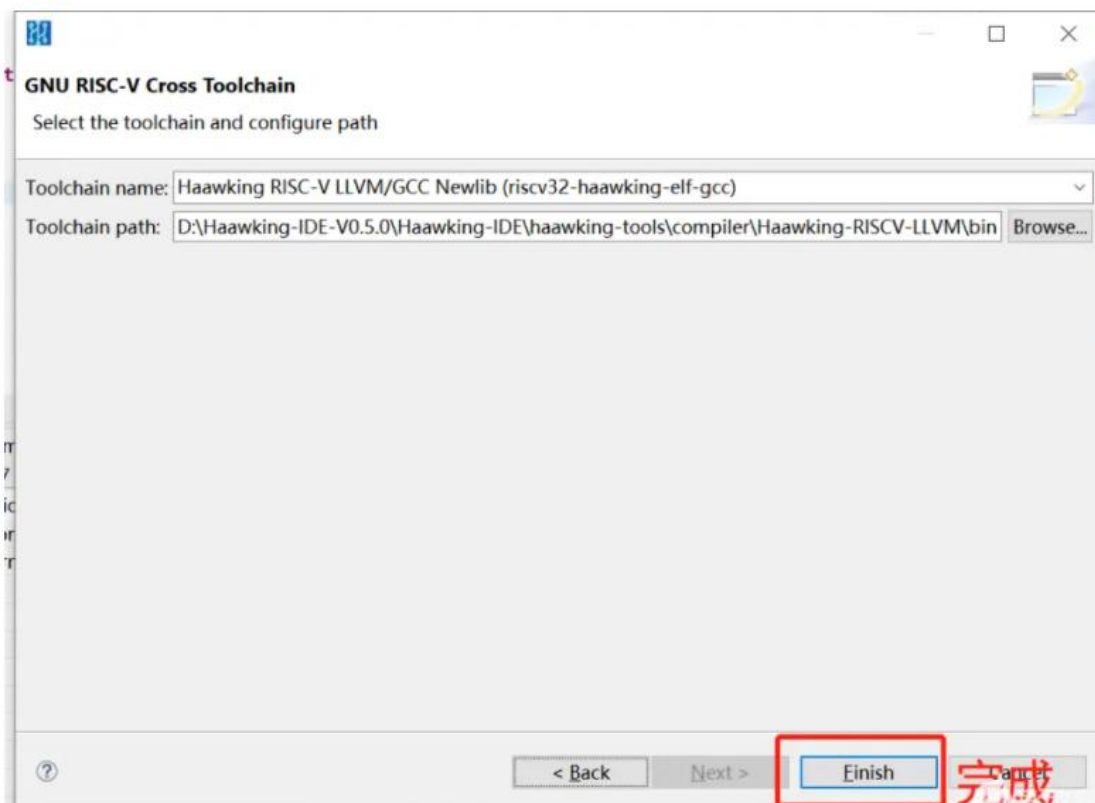 GNU RISC-V Cross Toolchain
Select the toolchain and configure path
Toolchain name: Haawking RISC-V LLVM/GCC Newlib (riscv32-haawking-elf-gcc)
Toolchain path: D:\Haawking-IDE-V0.5.0\Haawking-IDE\haawking-tools\compiler\Haawking-RISCV-LLVM\bin Browse...
< Back Next > Finish Cancel
完成